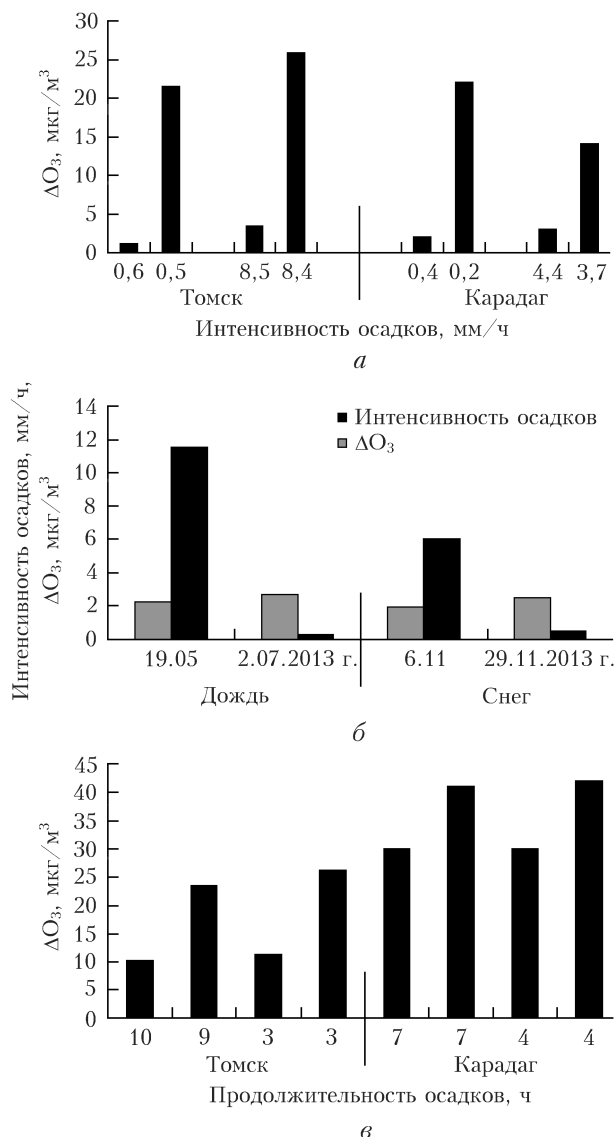 30
25
20
15
10
5
0
ΔO₃, мкг/м³
0,6 0,5 8,5 8,4 0,4 0,2 4,4 3,7
Томск Карадаг
Интенсивность осадков, мм/ч
а
Интенсивность осадков, мм/ч,
ΔO₃, мкг/м³
14
12
10
8
6
4
2
0
Интенсивность осадков
ΔO₃
19.05 2.07.2013 г. 6.11 29.11.2013 г.
Дождь Снег
б
ΔO₃, мкг/м³
45
40
35
30
25
20
15
10
5
0
10 9 3 3 7 7 4 4
Томск Карадаг
Продолжительность осадков, ч
в